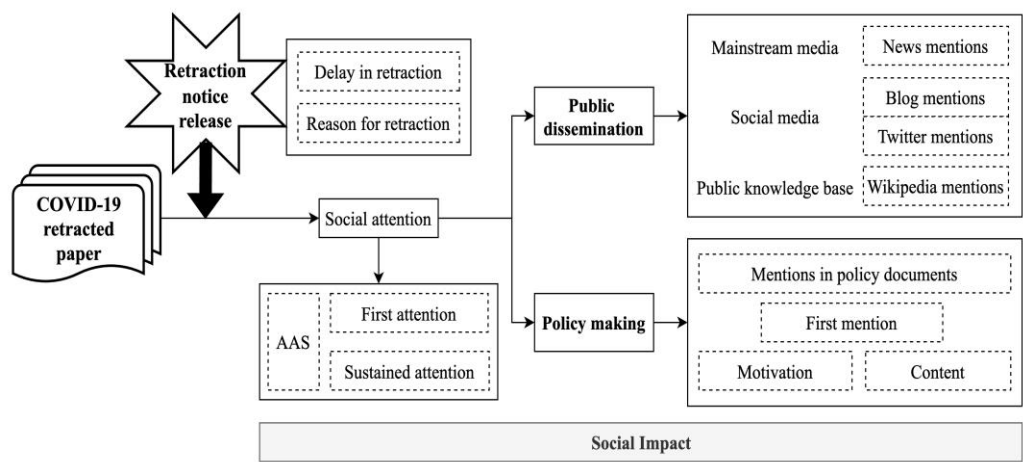 Retraction
notice
release
Delay in retraction
Reason for retraction
COVID-19
retracted
paper
Social attention
AAS
First attention
Sustained attention
Public
dissemination
Policy making
Mainstream media
News mentions
Social media
Blog mentions
Twitter mentions
Public knowledge base
Wikipedia mentions
Mentions in policy documents
First mention
Motivation
Content
Social Impact